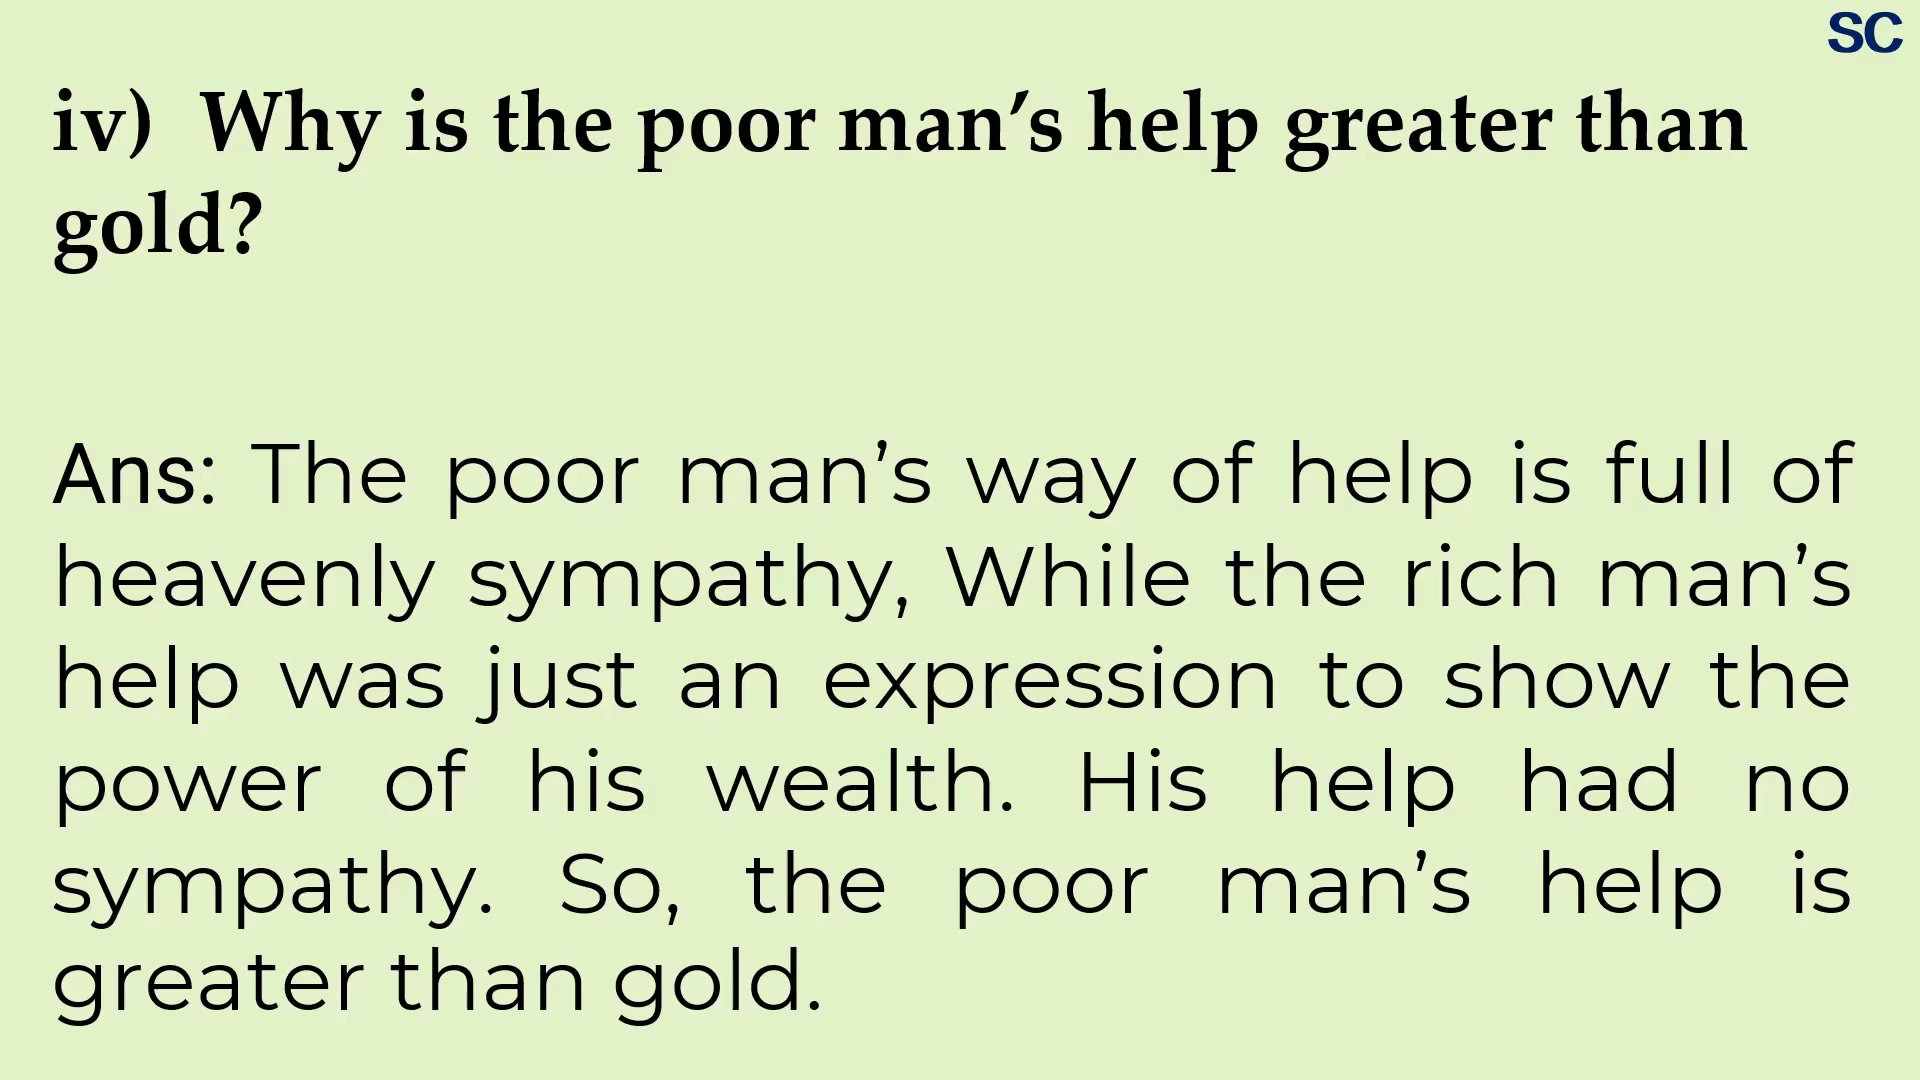 SC
iv)  Why is the poor man’s help greater than
gold?
Ans: The poor man’s way of help is full of
heavenly sympathy, While the rich man’s
help was just an expression to show the
power of his wealth. His help had no
sympathy. So, the poor man’s help is
greater than gold.